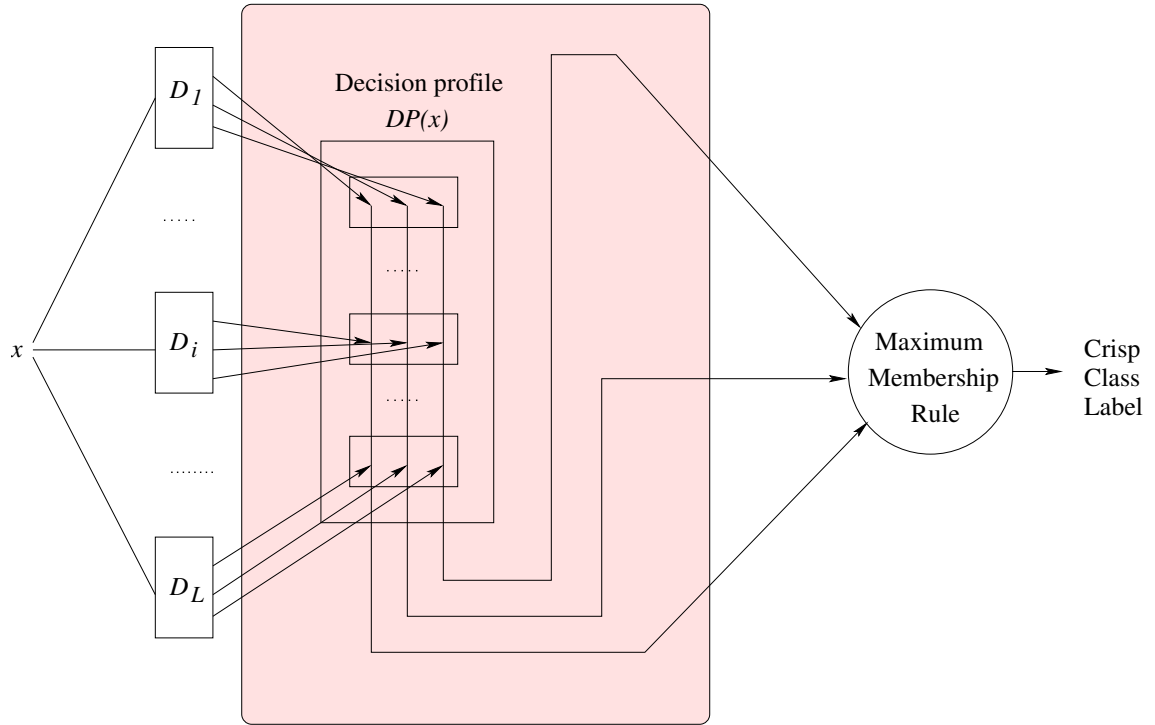 Decision profile
DP(x)
D1
.....
.....
x
Di
Maximum
Membership
Rule
Crisp
Class
Label
.....
........
DL